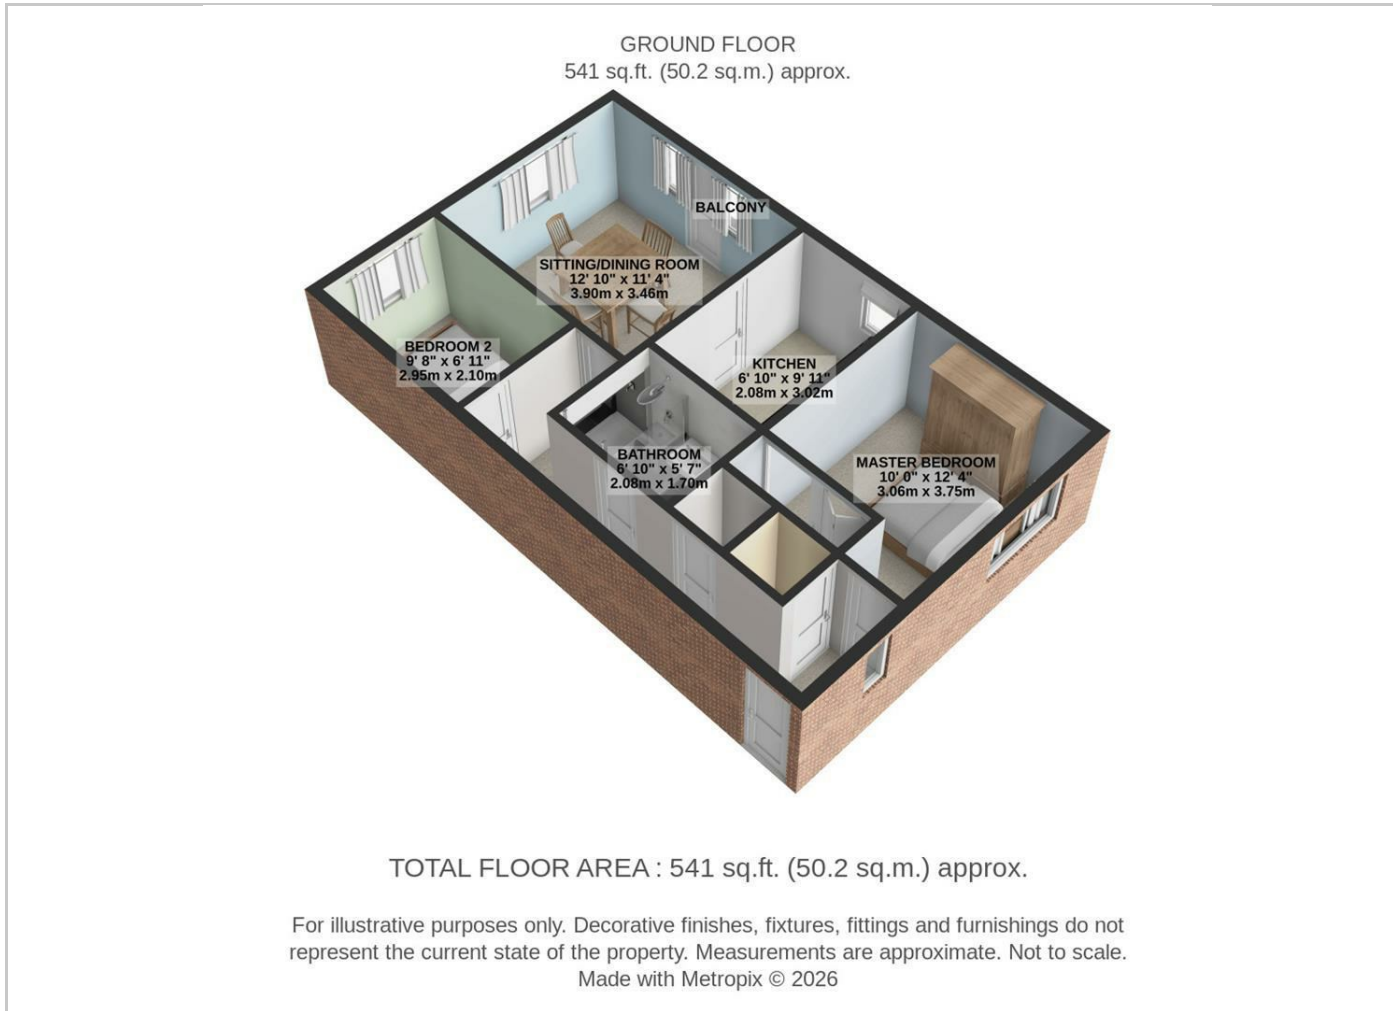 GROUND FLOOR
541 sq.ft. (50.2 sq.m.) approx.
BALCONY
SITTING/DINING ROOM
12' 10" x 11' 4"
3.90m x 3.46m
BEDROOM 2
9' 8" x 6' 11"
2.95m x 2.10m
KITCHEN
6' 10" x 9' 11"
2.08m x 3.02m
BATHROOM
6' 10" x 5' 7"
2.08m x 1.70m
MASTER BEDROOM
10' 0" x 12' 4"
3.06m x 3.75m
TOTAL FLOOR AREA : 541 sq.ft. (50.2 sq.m.) approx.
For illustrative purposes only. Decorative finishes, fixtures, fittings and furnishings do not
represent the current state of the property. Measurements are approximate. Not to scale.
Made with Metropix © 2026